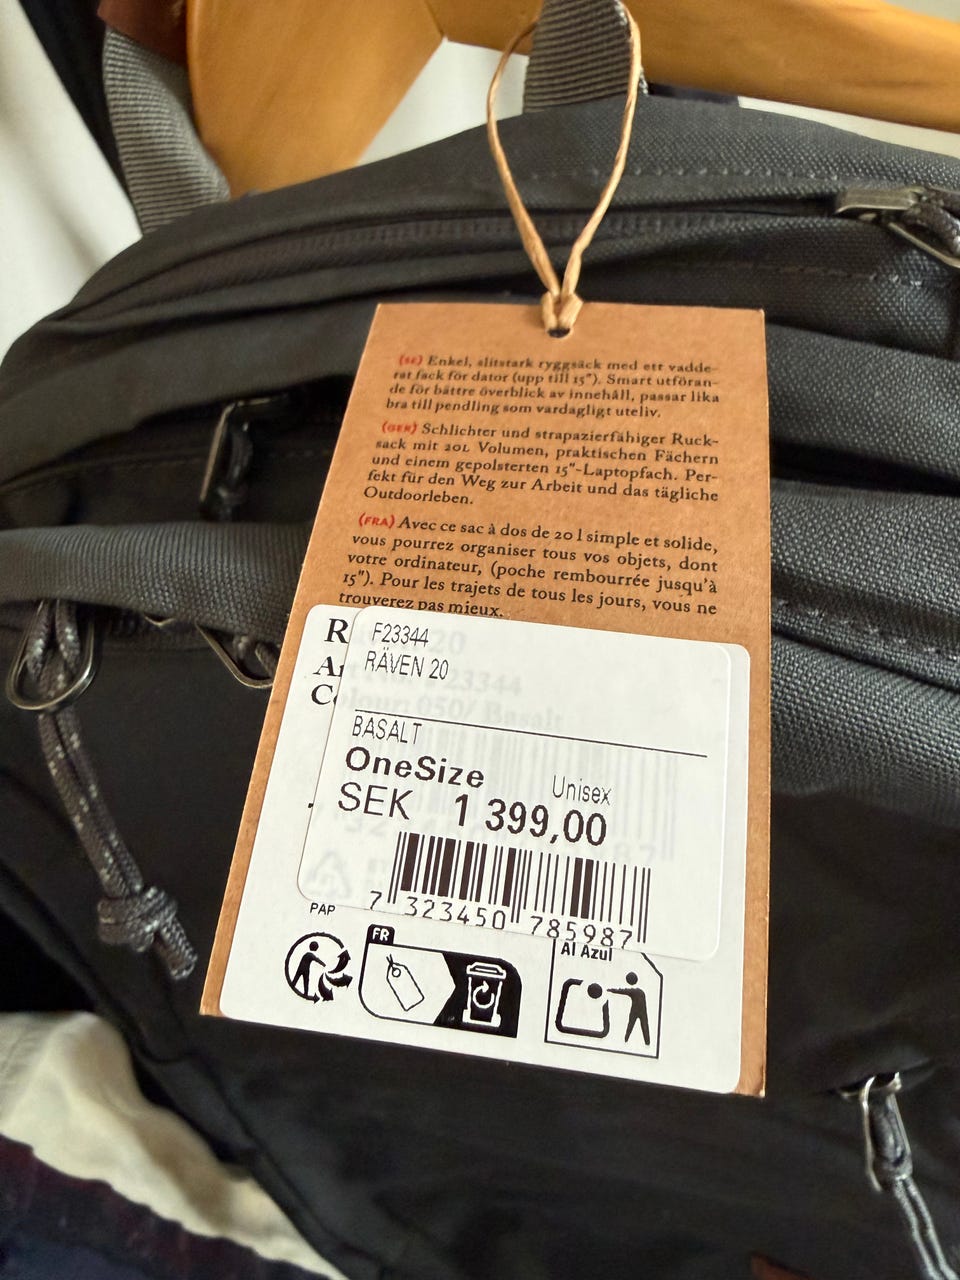 (SE) Enkel, slitstark ryggsäck med ett vadde-
rat fack för dator (upp till 15"). Smart utföran-
de för bättre överblick av innehåll, passar lika
bra till pendling som vardagligt uteliv.
(GER) Schlichter und strapazierfähiger Ruck-
sack mit 20L Volumen, praktischen Fächern
und einem gepolsterten 15"-Laptopfach. Per-
fekt für den Weg zur Arbeit und das tägliche
Outdoorleben.
(FRA) Avec ce sac à dos de 20 l simple et solide,
vous pourrez organiser tous vos objets, dont
votre ordinateur, (poche rembourrée jusqu'à
15"). Pour les trajets de tous les jours, vous ne
trouverez pas mieux.
F23344
RÄVEN 20
23344
Colour: 050/ Basalt
BASALT
OneSize Unisex
SEK 1 399,00
7 323450 785987
PAP
FR
Al Azul